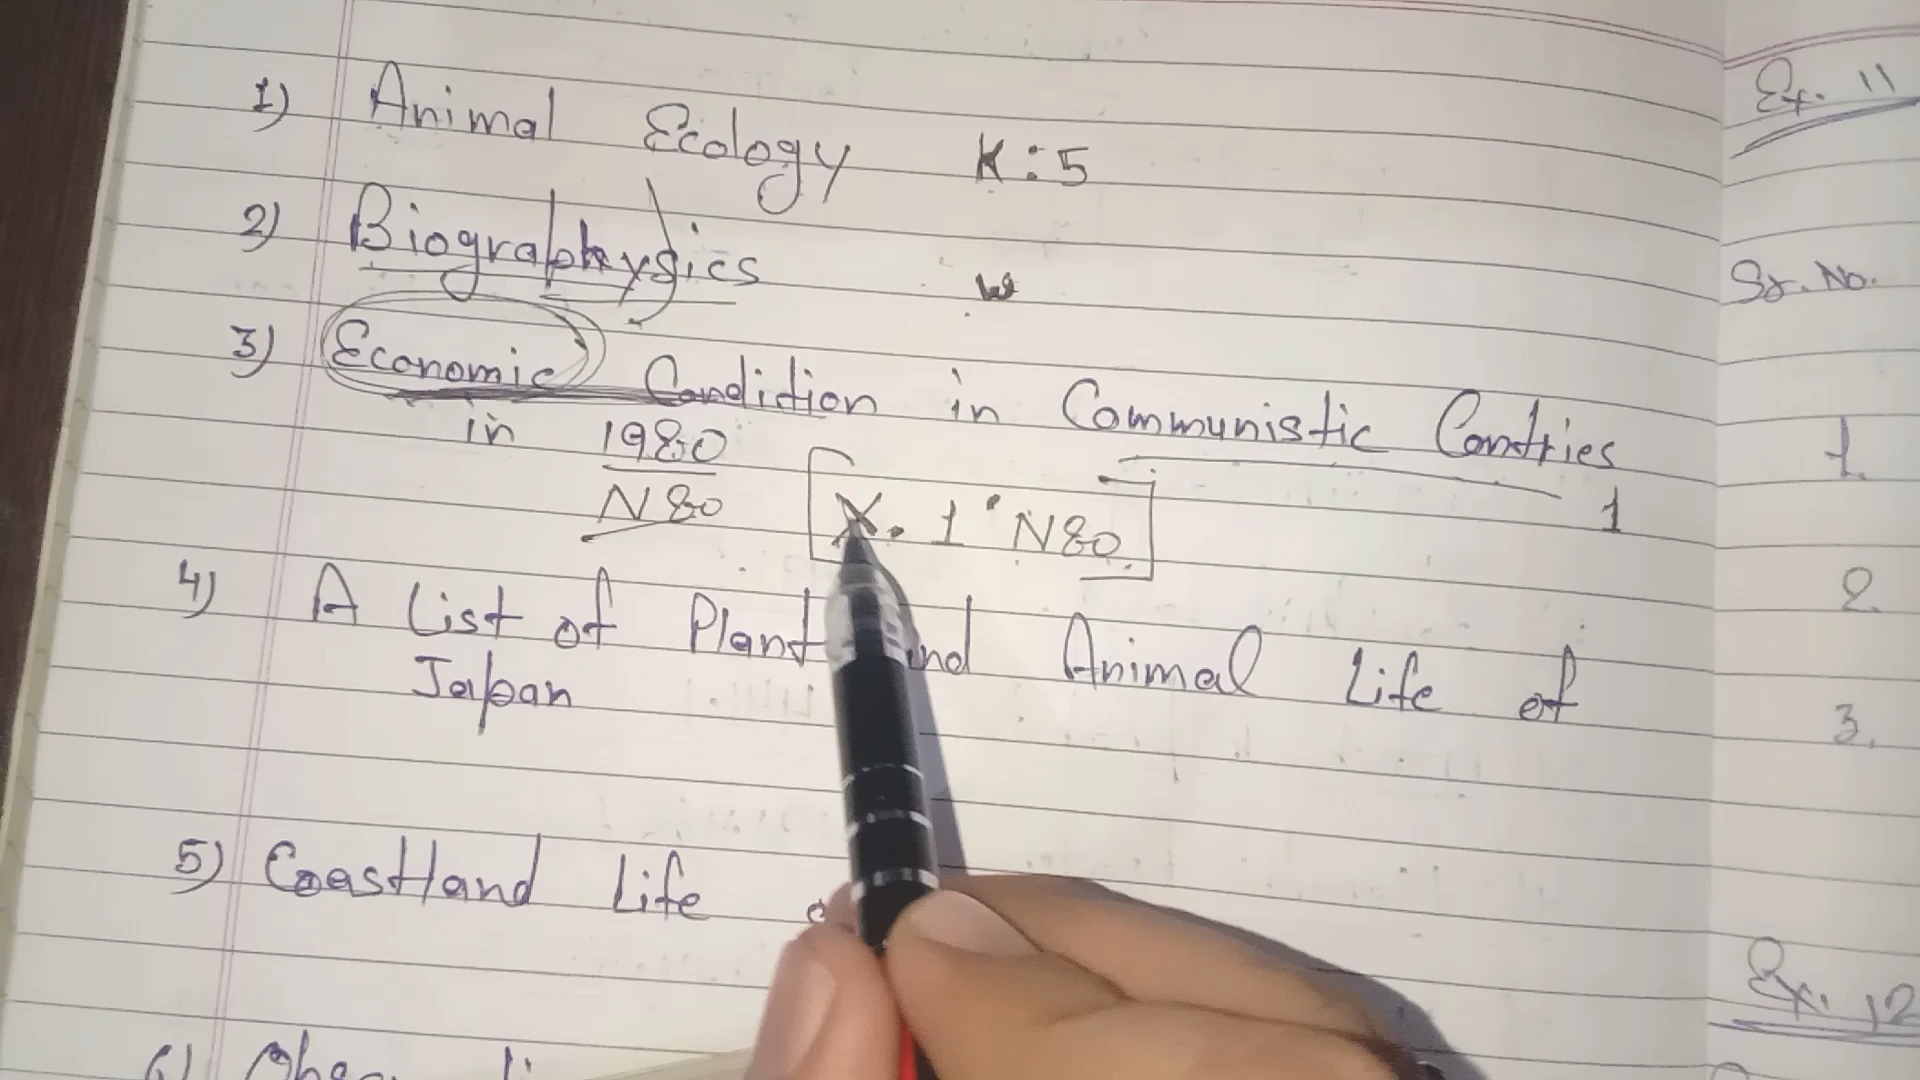 1) Animal Ecology K:5
2) Biographysics
3) Economic Condition in Communistic Contries
in 1980 1
N80 X. 1 'N80
4) A List of Plant and Animal Life of
Japan
5) Coastland Life
6)
Ex. 11
Sr. No.
1.
2.
3.
Ex. 12